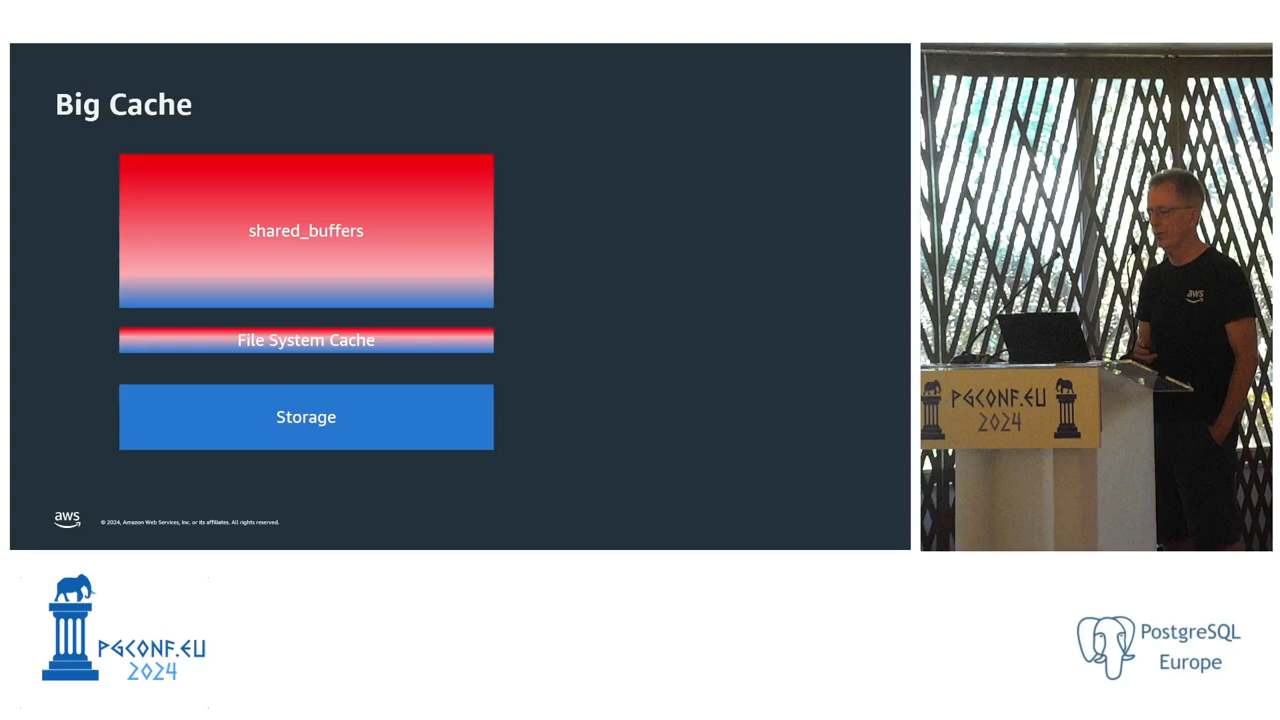 Big Cache
shared_buffers
File System Cache
Storage
aws
© 2024, Amazon Web Services, Inc. or its affiliates. All rights reserved.
aws
PGCONF.EU
2024
PGCONF.EU
2024
PostgreSQL
Europe